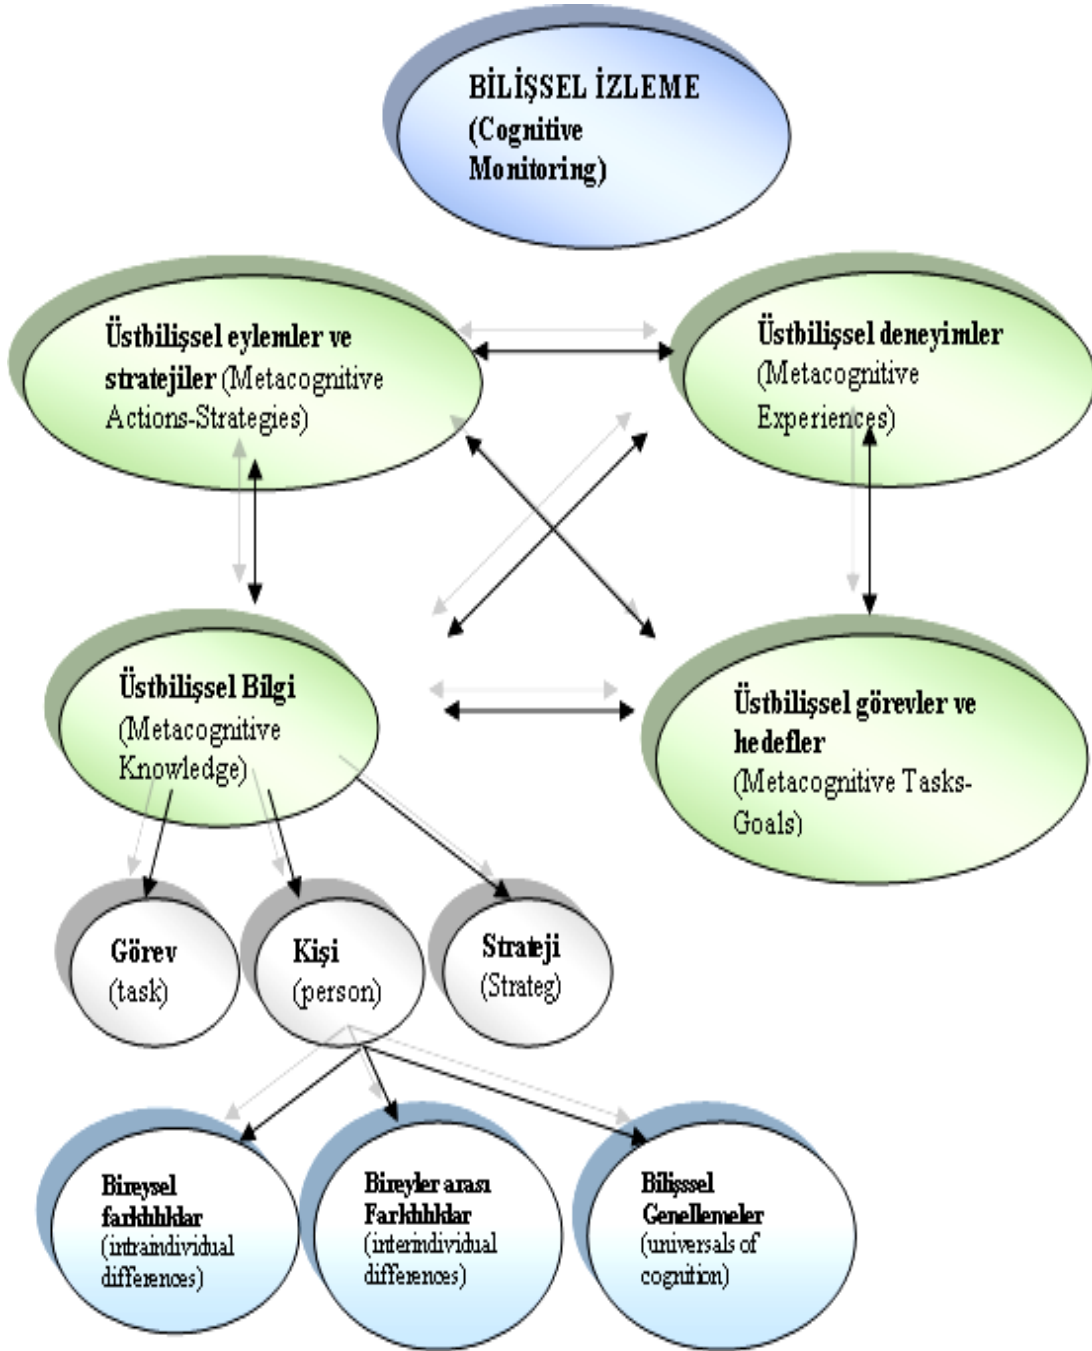 BİLİŞSEL İZLEME
(Cognitive
Monitoring)
Üstbilişsel eylemler ve
stratejiler (Metacognitive
Actions-Strategies)
Üstbilişsel deneyimler
(Metacognitive
Experiences)
Üstbilişsel Bilgi
(Metacognitive
Knowledge)
Üstbilişsel görevler ve
hedefler
(Metacognitive Tasks-
Goals)
Görev
(task)
Kişi
(person)
Strateji
(Strateg)
Bireysel
farklılıklar
(intraindividual
differences)
Bireyler arası
Farklılıklar
(interindividual
differences)
Bilişssel
Genellemeler
(universals of
cognition)